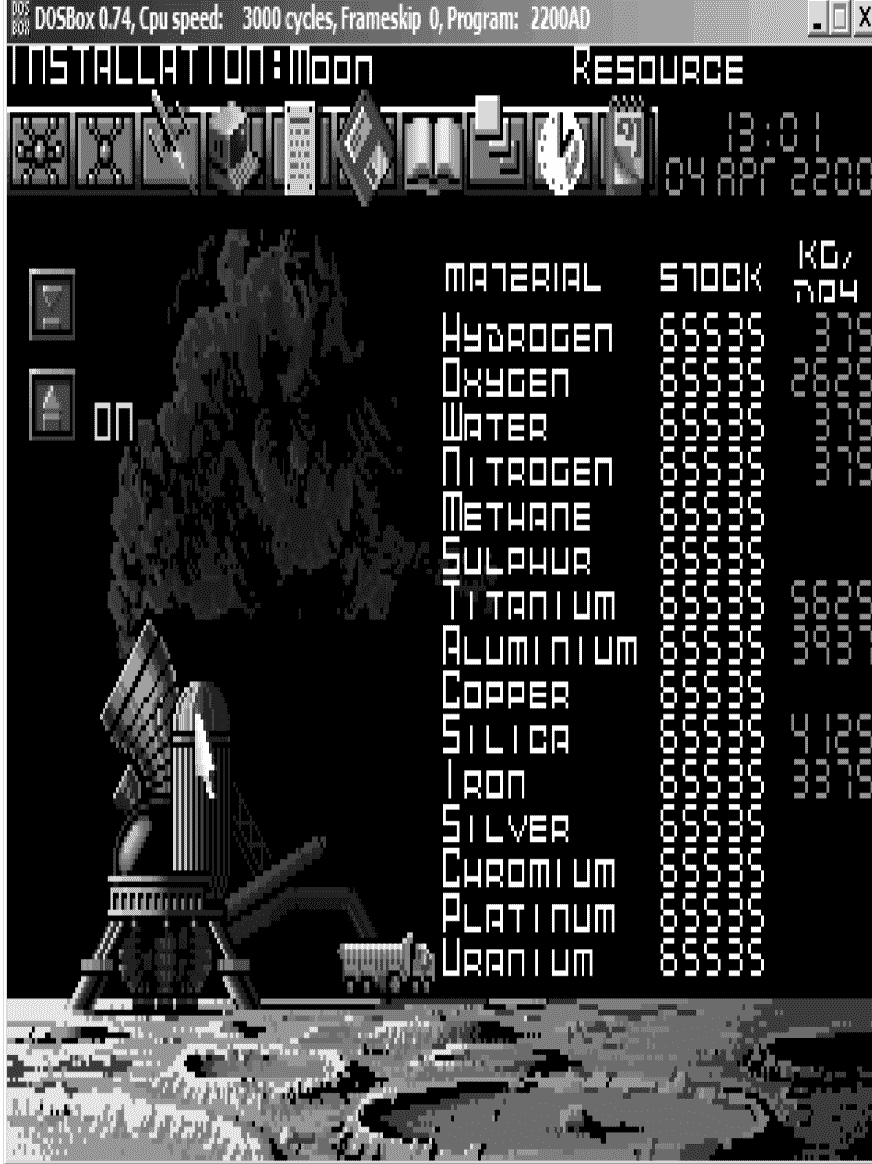 DOSBox 0.74, Cpu speed: 3000 cycles, Frameskip 0, Program: 2200AD
INSTALLATION:Moon RESOURCE
13:01
04 Apr 2200
MATERIAL STOCK KG/DAY
ON
HYDROGEN 65535 375
OXYGEN 65535 2625
WATER 65535 375
NITROGEN 65535 375
METHANE 65535
SULPHUR 65535
TITANIUM 65535 5625
ALUMINIUM 65535 3937
COPPER 65535
SILICA 65535 4125
IRON 65535 3375
SILVER 65535
CHROMIUM 65535
PLATINUM 65535
URANIUM 65535